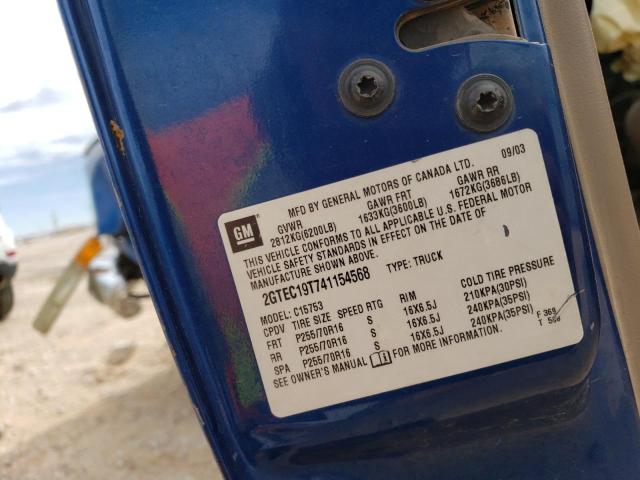 GM
MFD BY GENERAL MOTORS OF CANADA LTD. 09/03
GVWR GAWR FRT GAWR RR
2812KG(6200LB) 1633KG(3600LB) 1672KG(3686LB)
THIS VEHICLE CONFORMS TO ALL APPLICABLE U.S. FEDERAL MOTOR
VEHICLE SAFETY STANDARDS IN EFFECT ON THE DATE OF
MANUFACTURE SHOWN ABOVE.
2GTEC19T741154568 TYPE: TRUCK
MODEL: C15753
CPDV TIRE SIZE SPEED RTG RIM COLD TIRE PRESSURE
FRT P255/70R16 S 16X6.5J 210KPA(30PSI)
RR P255/70R16 S 16X6.5J 240KPA(35PSI)
SPA P255/70R16 S 16X6.5J 240KPA(35PSI)
SEE OWNER'S MANUAL FOR MORE INFORMATION.
F 369
T